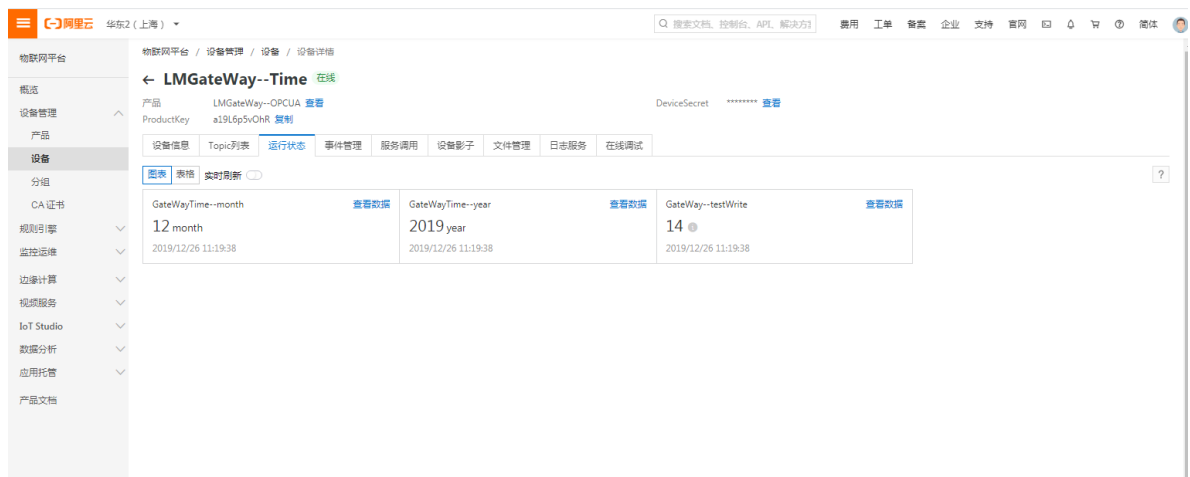 阿里云 华东2（上海） 搜索文档、控制台、API、解决方 费用 工单 备案 企业 支持 官网 简体
物联网平台
概览
设备管理
产品
设备
分组
CA 证书
规则引擎
监控运维
边缘计算
视频服务
IoT Studio
数据分析
应用托管
产品文档
物联网平台 / 设备管理 / 设备 / 设备详情
← LMGateWay--Time 在线
产品 LMGateWay--OPCUA 查看 DeviceSecret ******** 查看
ProductKey a19L6p5vOhR 复制
设备信息 Topic列表 运行状态 事件管理 服务调用 设备影子 文件管理 日志服务 在线调试
图表 表格 实时刷新 ?
GateWayTime--month 查看数据 GateWayTime--year 查看数据 GateWay--testWrite 查看数据
12 month 2019 year 14
2019/12/26 11:19:38 2019/12/26 11:19:38 2019/12/26 11:19:38